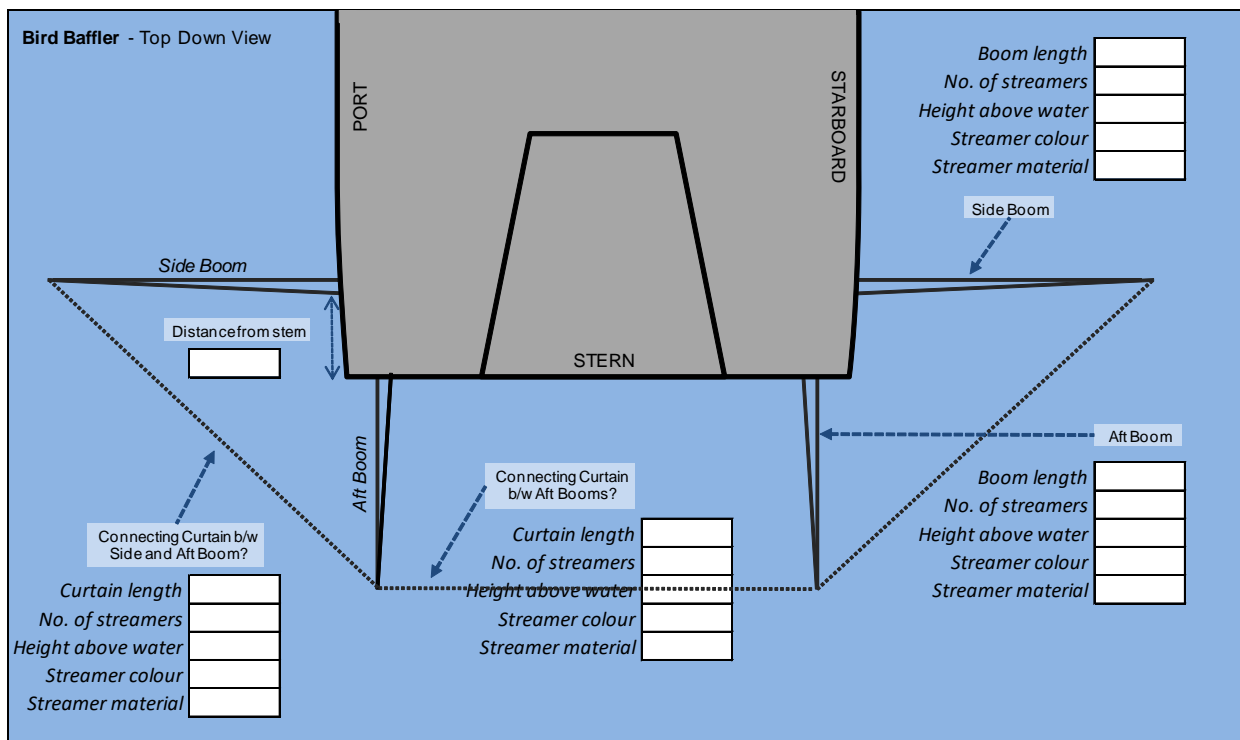 Bird Baffler - Top Down View
PORT
STARBOARD
Boom length
No. of streamers
Height above water
Streamer colour
Streamer material
Side Boom
Side Boom
Distance from stern
STERN
Aft Boom
Aft Boom
Connecting Curtain
b/w Aft Booms?
Connecting Curtain b/w
Side and Aft Boom?
Boom length
No. of streamers
Height above water
Streamer colour
Streamer material
Curtain length
No. of streamers
Height above water
Streamer colour
Streamer material
Curtain length
No. of streamers
Height above water
Streamer colour
Streamer material